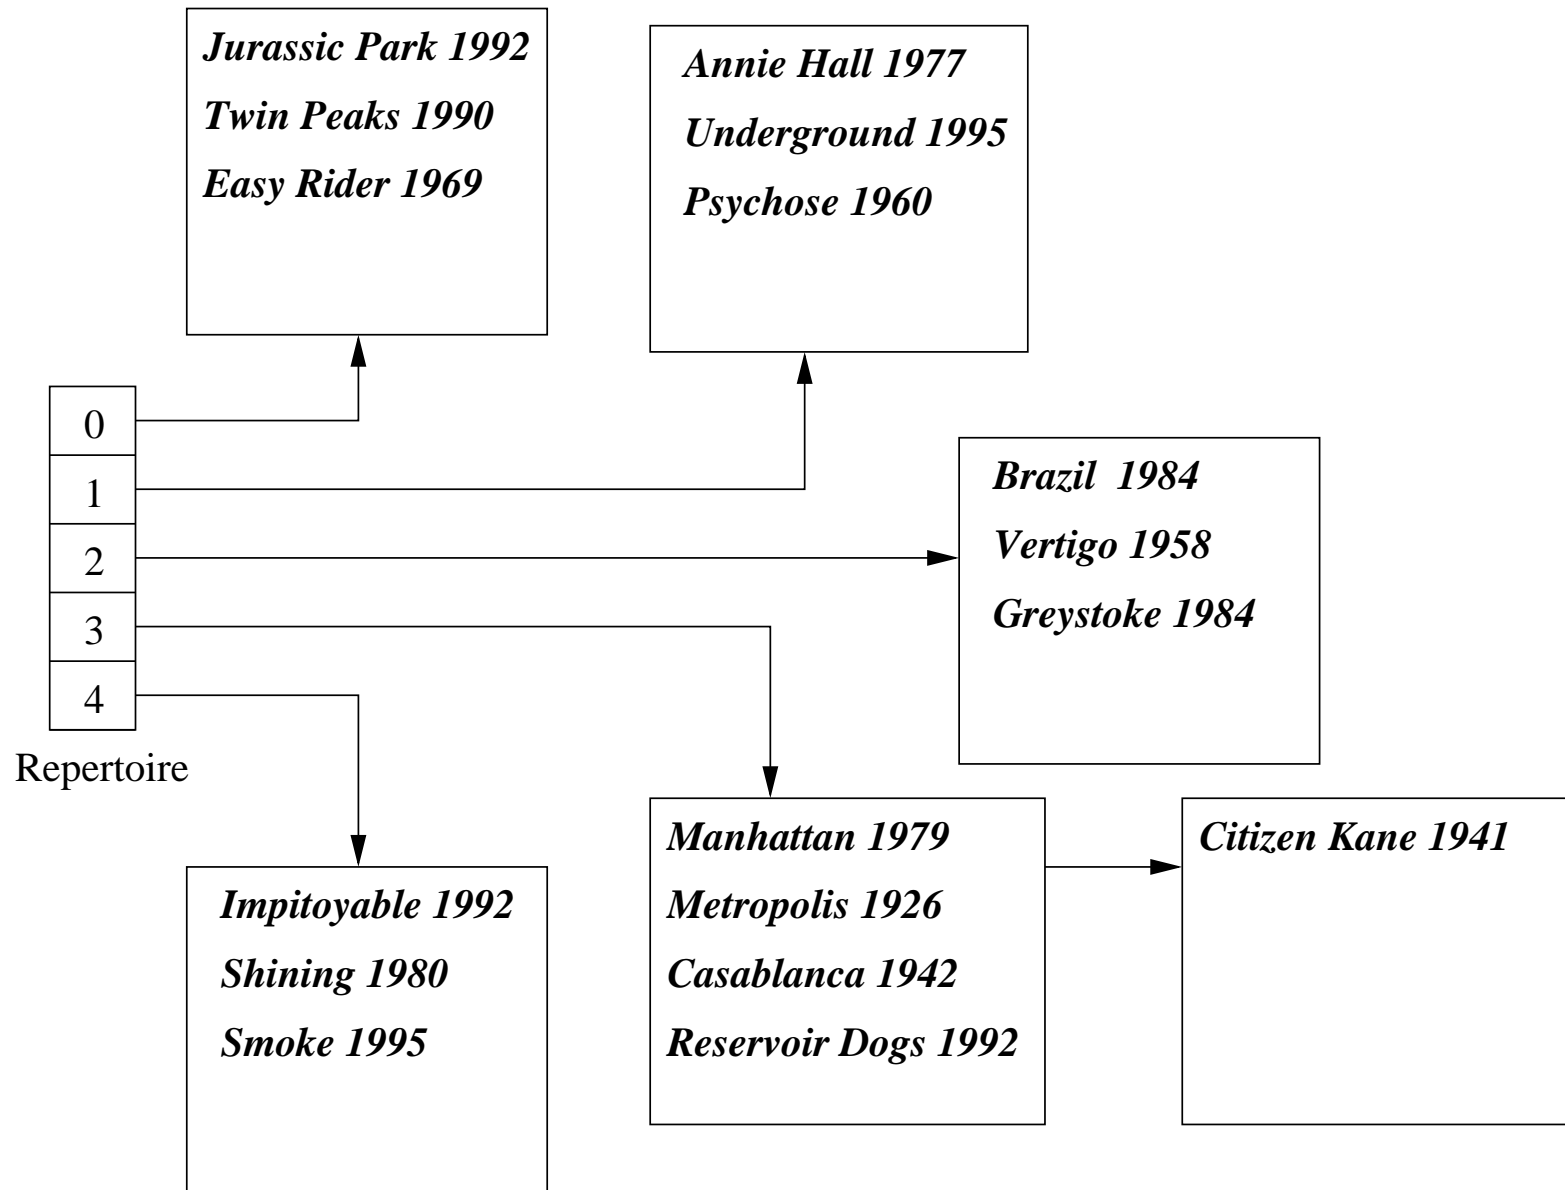 Jurassic Park 1992
Twin Peaks 1990
Easy Rider 1969
Annie Hall 1977
Underground 1995
Psychose 1960
0
1
2
3
4
Repertoire
Brazil 1984
Vertigo 1958
Greystoke 1984
Impitoyable 1992
Shining 1980
Smoke 1995
Manhattan 1979
Metropolis 1926
Casablanca 1942
Reservoir Dogs 1992
Citizen Kane 1941